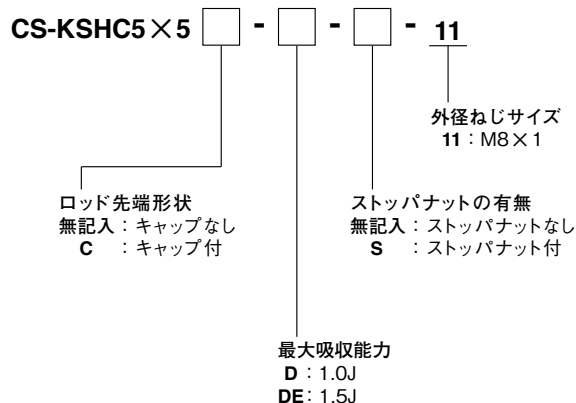 CS-KSHC5×5 □ - □ - □ - 11
外径ねじサイズ
11：M8×1
ロッド先端形状
無記入：キャップなし
C ：キャップ付
ストッパナットの有無
無記入：ストッパナットなし
S ：ストッパナット付
最大吸収能力
D：1.0J
DE：1.5J